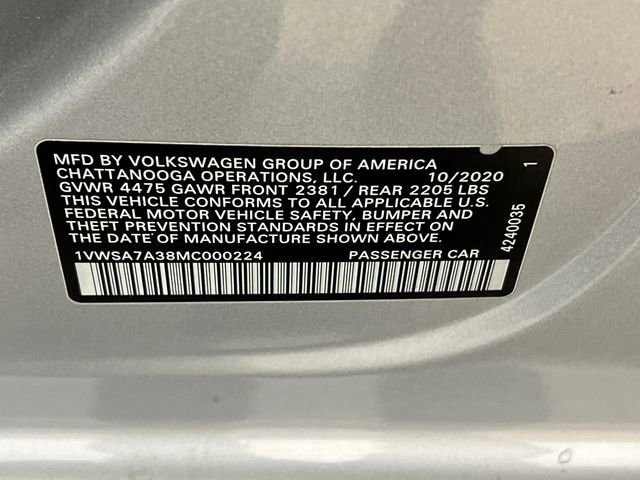 MFD BY VOLKSWAGEN GROUP OF AMERICA
CHATTANOOGA OPERATIONS, LLC. 10/2020
GVWR 4475 GAWR FRONT 2381 / REAR 2205 LBS
THIS VEHICLE CONFORMS TO ALL APPLICABLE U.S.
FEDERAL MOTOR VEHICLE SAFETY, BUMPER AND
THEFT PREVENTION STANDARDS IN EFFECT ON
THE DATE OF MANUFACTURE SHOWN ABOVE.
1VWSA7A38MC000224 PASSENGER CAR
4240035
1